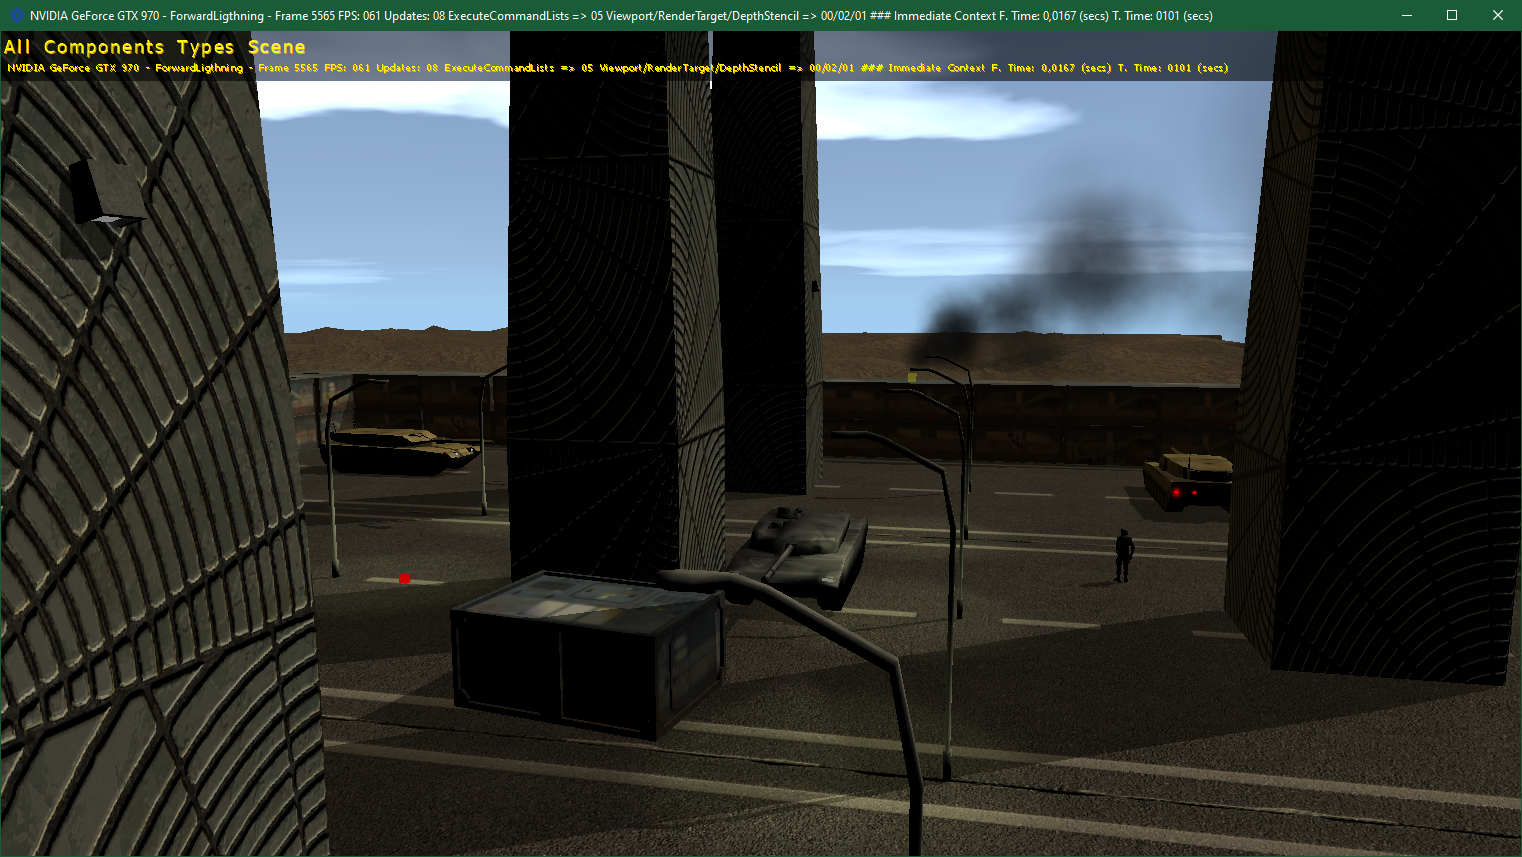 NVIDIA GeForce GTX 970 - ForwardLigthning - Frame 5565 FPS: 061 Updates: 08 ExecuteCommandLists => 05 Viewport/RenderTarget/DepthStencil => 00/02/01 ### Immediate Context F. Time: 0,0167 (secs) T. Time: 0101 (secs)
All Components Types Scene
NVIDIA GeForce GTX 970 - ForwardLigthning - Frame 5565 FPS: 061 Updates: 08 ExecuteCommandLists => 05 Viewport/RenderTarget/DepthStencil => 00/02/01 ### Immediate Context F. Time: 0,0167 (secs) T. Time: 0101 (secs)